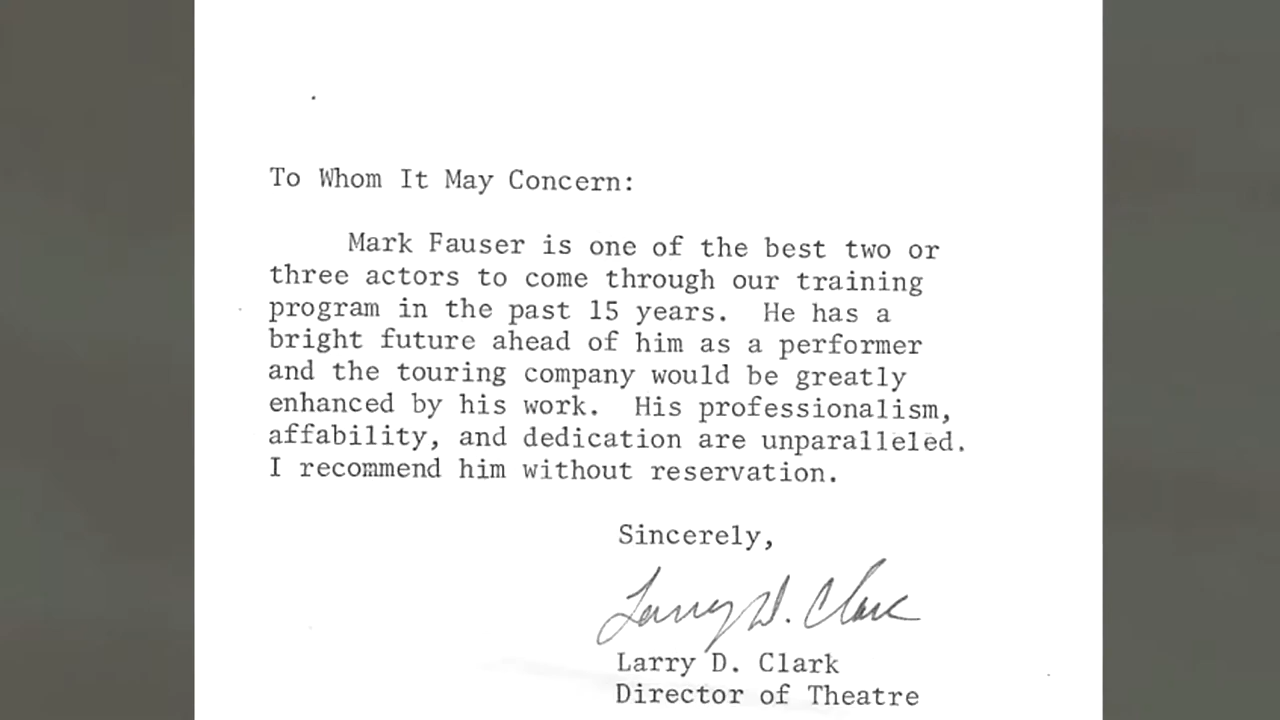 To Whom It May Concern:
Mark Fauser is one of the best two or
three actors to come through our training
program in the past 15 years. He has a
bright future ahead of him as a performer
and the touring company would be greatly
enhanced by his work. His professionalism,
affability, and dedication are unparalleled.
I recommend him without reservation.
Sincerely,
Larry D. Clark
Larry D. Clark
Director of Theatre